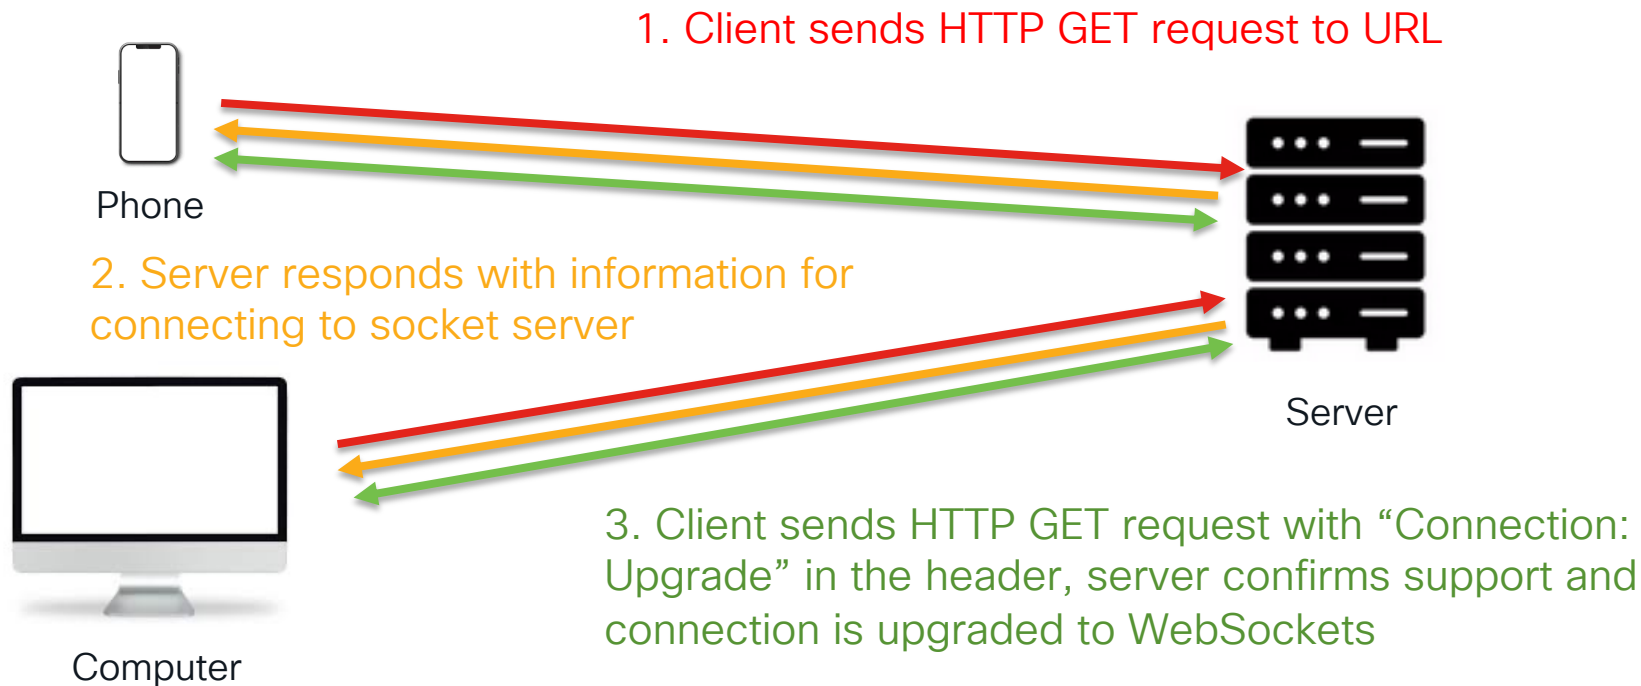 1. Client sends HTTP GET request to URL
Phone
2. Server responds with information for
connecting to socket server
Server
3. Client sends HTTP GET request with “Connection:
Upgrade” in the header, server confirms support and
connection is upgraded to WebSockets
Computer